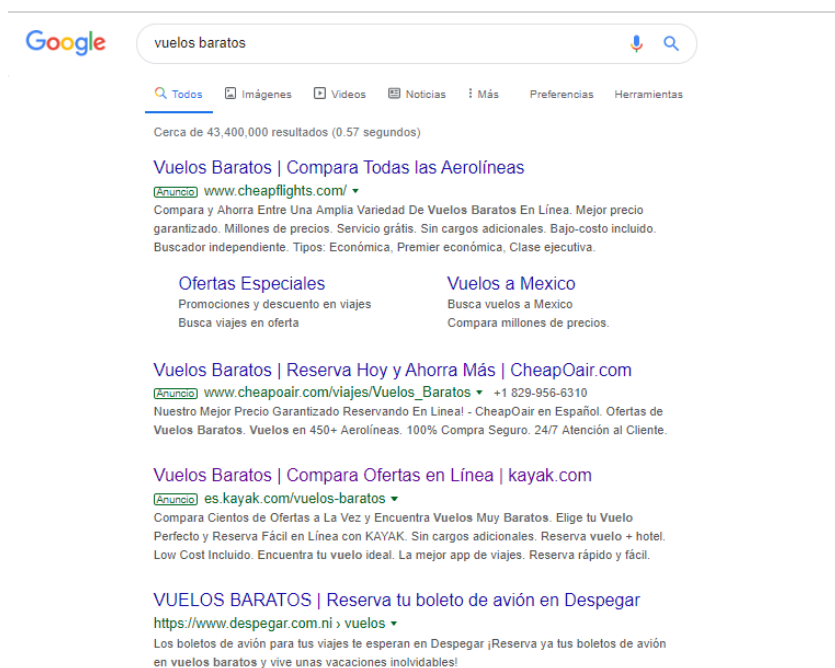 Google
vuelos baratos
Todos Imágenes Videos Noticias Más Preferencias Herramientas
Cerca de 43,400,000 resultados (0.57 segundos)
Vuelos Baratos | Compara Todas las Aerolíneas
Anuncio www.cheapflights.com/
Compara y Ahorra Entre Una Amplia Variedad De Vuelos Baratos En Línea. Mejor precio
garantizado. Millones de precios. Servicio grátis. Sin cargos adicionales. Bajo-costo incluido.
Buscador independiente. Tipos: Económica, Premier económica, Clase ejecutiva.
Ofertas Especiales
Promociones y descuento en viajes
Busca viajes en oferta
Vuelos a Mexico
Busca vuelos a Mexico
Compara millones de precios.
Vuelos Baratos | Reserva Hoy y Ahorra Más | CheapOair.com
Anuncio www.cheapoair.com/viajes/Vuelos_Baratos +1 829-956-6310
Nuestro Mejor Precio Garantizado Reservando En Linea! - CheapOair en Español. Ofertas de
Vuelos Baratos. Vuelos en 450+ Aerolíneas. 100% Compra Seguro. 24/7 Atención al Cliente.
Vuelos Baratos | Compara Ofertas en Línea | kayak.com
Anuncio es.kayak.com/vuelos-baratos
Compara Cientos de Ofertas a La Vez y Encuentra Vuelos Muy Baratos. Elige tu Vuelo
Perfecto y Reserva Fácil en Línea con KAYAK. Sin cargos adicionales. Reserva vuelo + hotel.
Low Cost Incluido. Encuentra tu vuelo ideal. La mejor app de viajes. Reserva rápido y fácil.
VUELOS BARATOS | Reserva tu boleto de avión en Despegar
https://www.despegar.com.ni › vuelos
Los boletos de avión para tus viajes te esperan en Despegar ¡Reserva ya tus boletos de avión
en vuelos baratos y vive unas vacaciones inolvidables!